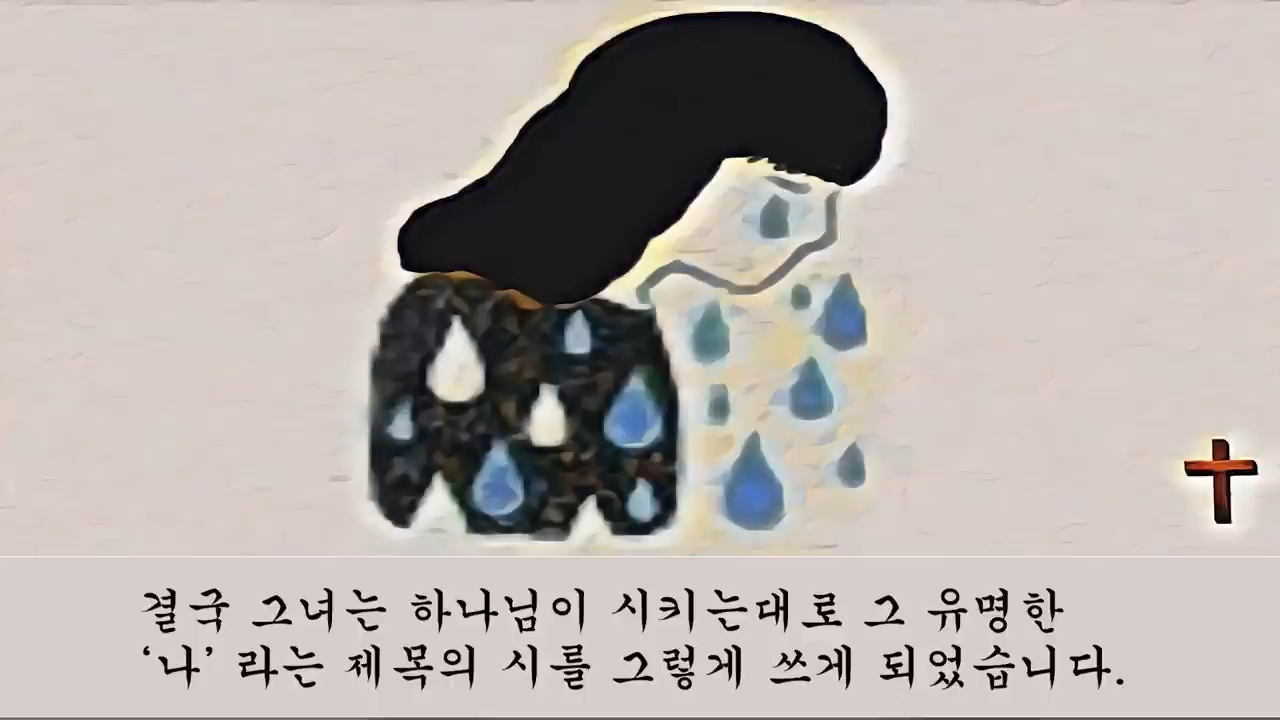 결국 그녀는 하나님이 시키는대로 그 유명한
‘나’ 라는 제목의 시를 그렇게 쓰게 되었습니다.